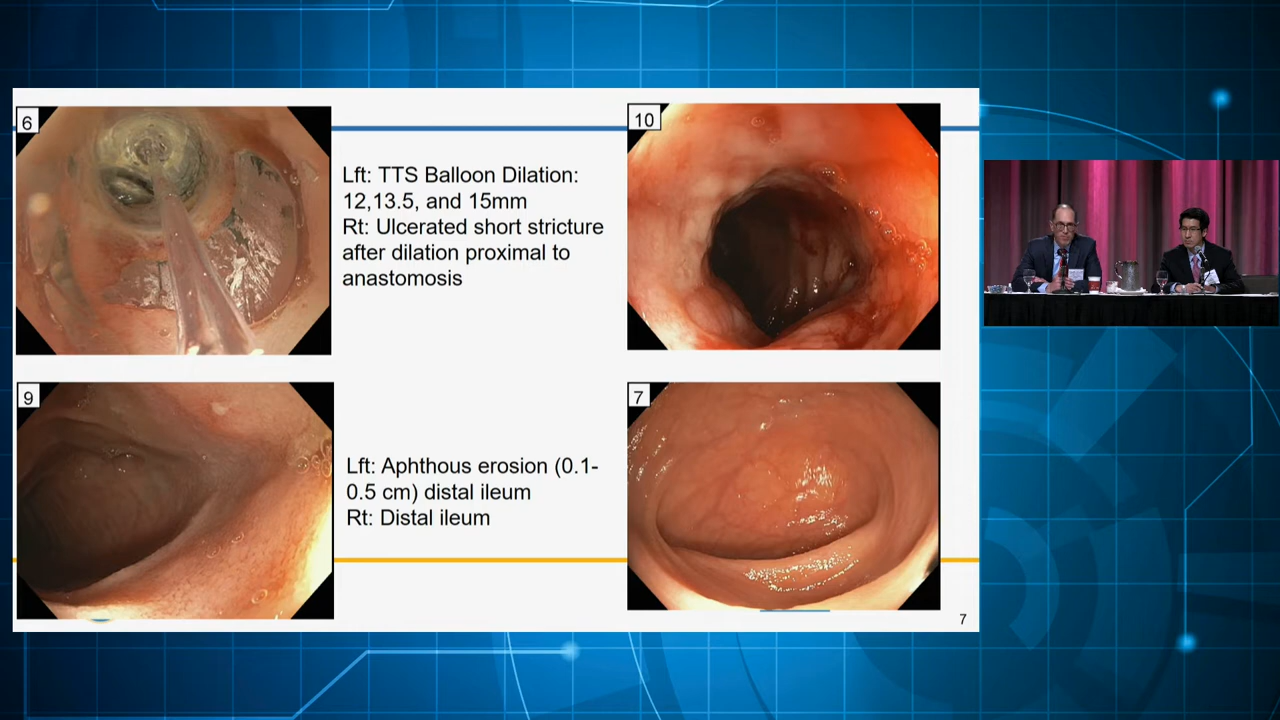 6
10
Lft: TTS Balloon Dilation:
12,13.5, and 15mm
Rt: Ulcerated short stricture
after dilation proximal to
anastomosis
9
7
Lft: Aphthous erosion (0.1-
0.5 cm) distal ileum
Rt: Distal ileum
7